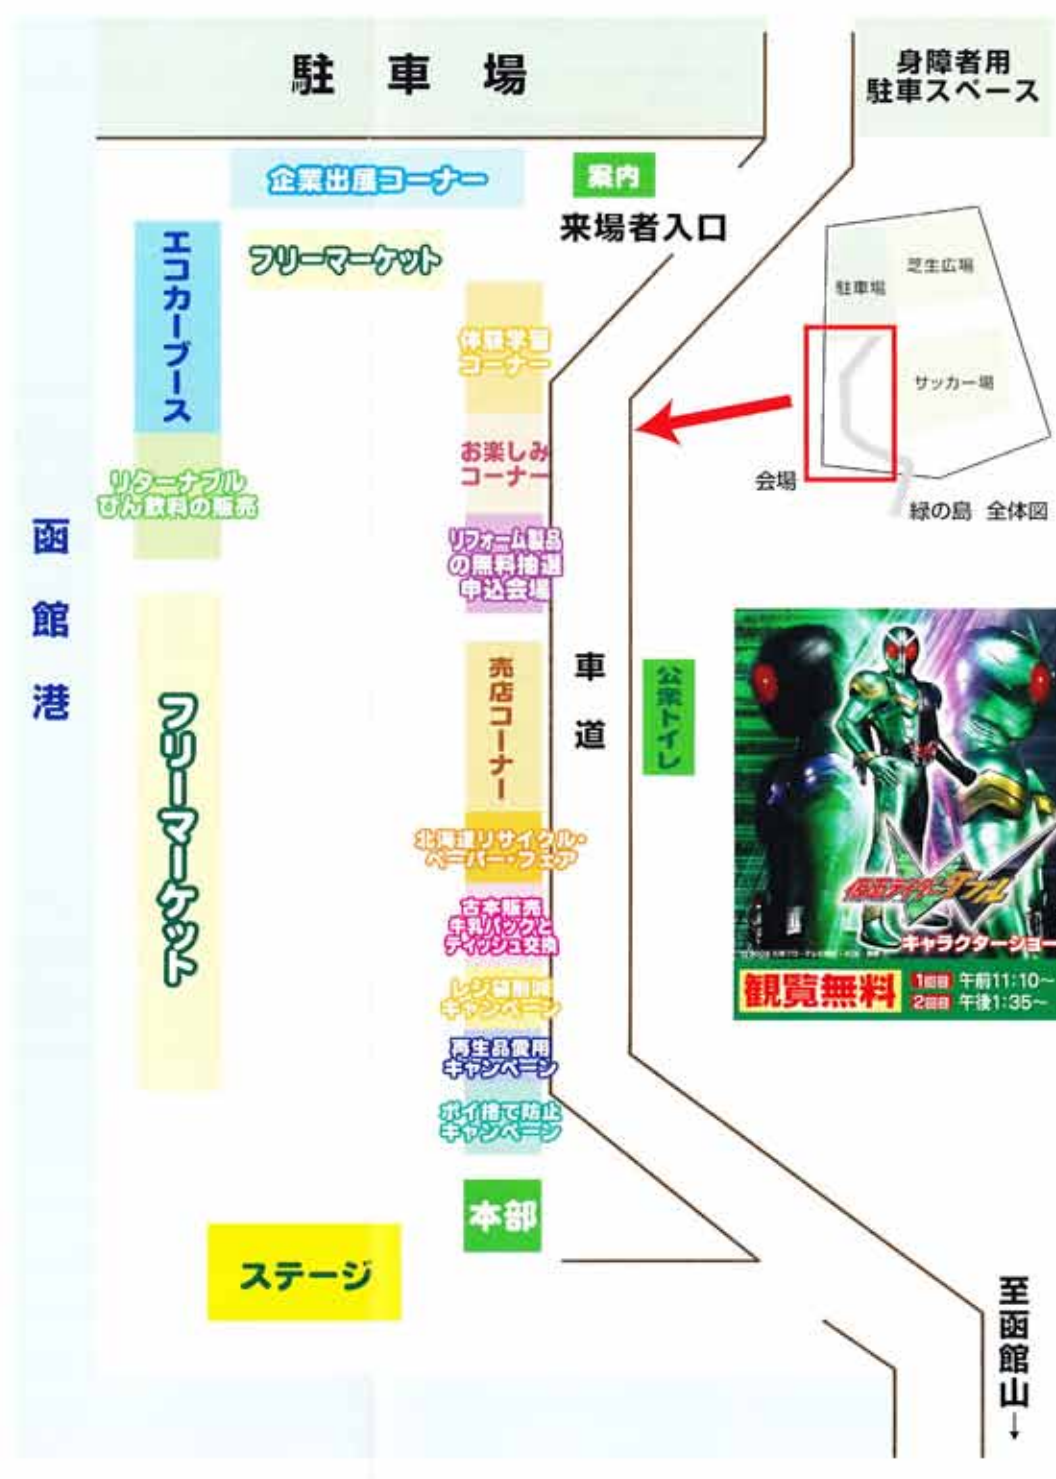 駐車場
身障者用
駐車スペース
企業出展コーナー
案内
来場者入口
エコカーブース
フリーマーケット
体験学習
コーナー
お楽しみ
コーナー
リターナブル
びん飲料の販売
リフォーム製品
の無料抽選
申込会場
函館港
フリーマーケット
売店コーナー
車道
公衆トイレ
北海道リサイクル・
ペーパー・フェア
古本販売
牛乳パックと
ティッシュ交換
レジ袋削減
キャンペーン
再生品愛用
キャンペーン
ポイ捨て防止
キャンペーン
本部
ステージ
至函館山→
芝生広場
駐車場
サッカー場
会場
緑の島 全体図
仮面ライダーダブル
キャラクターショー
観覧無料
1回目 午前11:10~
2回目 午後1:35~